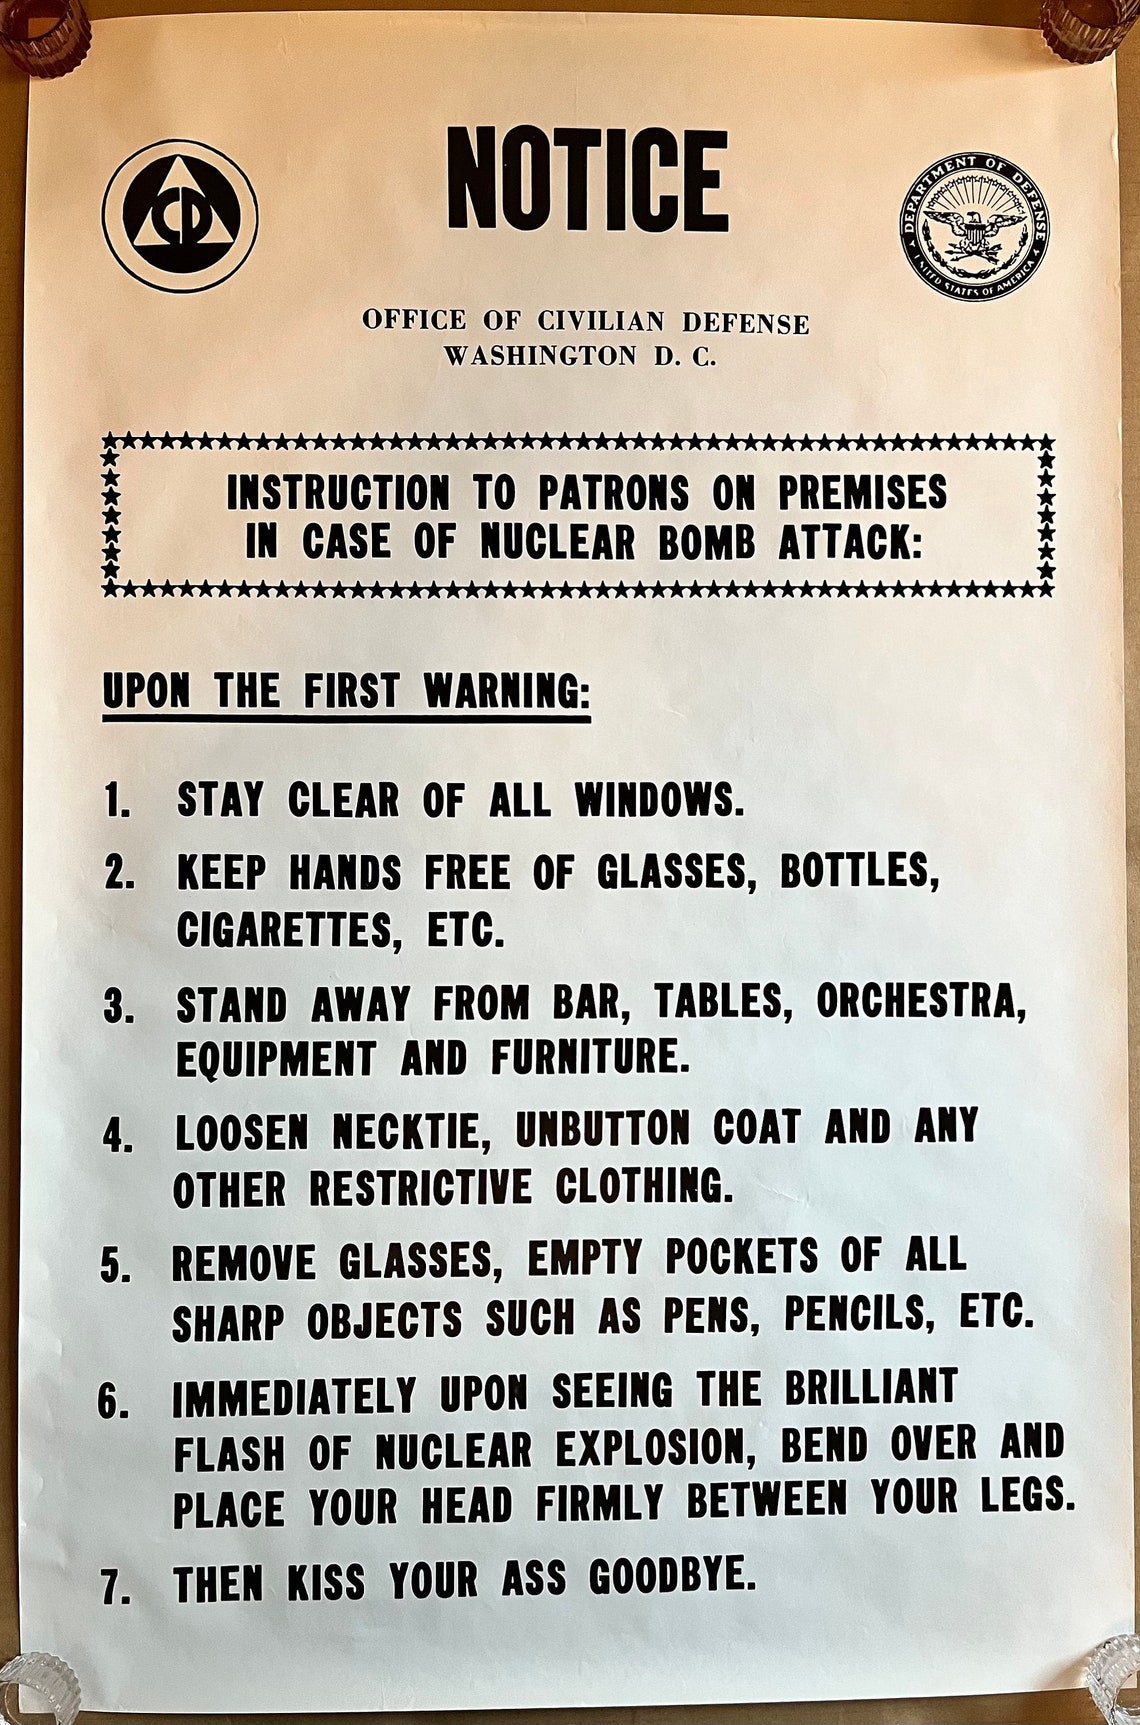 NOTICE
CD
DEPARTMENT OF DEFENSE
UNITED STATES OF AMERICA
OFFICE OF CIVILIAN DEFENSE
WASHINGTON D. C.
INSTRUCTION TO PATRONS ON PREMISES
IN CASE OF NUCLEAR BOMB ATTACK:
UPON THE FIRST WARNING:
1. STAY CLEAR OF ALL WINDOWS.
2. KEEP HANDS FREE OF GLASSES, BOTTLES,
CIGARETTES, ETC.
3. STAND AWAY FROM BAR, TABLES, ORCHESTRA,
EQUIPMENT AND FURNITURE.
4. LOOSEN NECKTIE, UNBUTTON COAT AND ANY
OTHER RESTRICTIVE CLOTHING.
5. REMOVE GLASSES, EMPTY POCKETS OF ALL
SHARP OBJECTS SUCH AS PENS, PENCILS, ETC.
6. IMMEDIATELY UPON SEEING THE BRILLIANT
FLASH OF NUCLEAR EXPLOSION, BEND OVER AND
PLACE YOUR HEAD FIRMLY BETWEEN YOUR LEGS.
7. THEN KISS YOUR ASS GOODBYE.